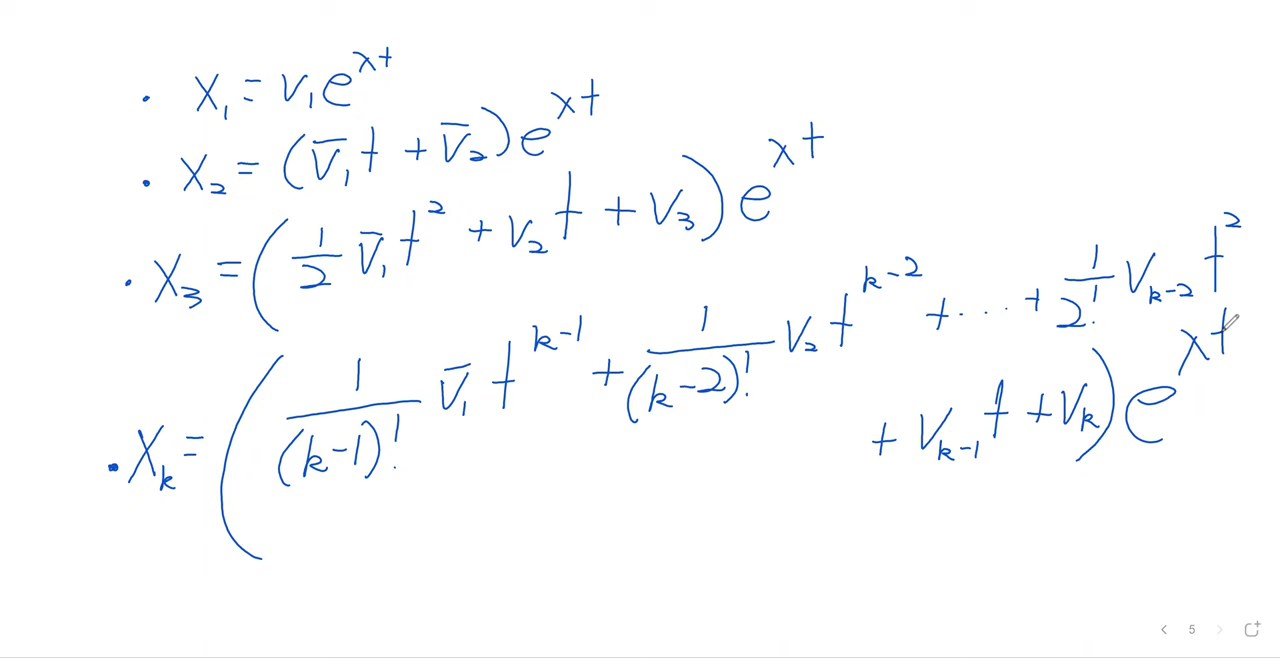 · x₁ = v₁e^{λt}
· x₂ = (v̄₁t + v̄₂)e^{λt}
· x₃ = (1/2 v̄₁t² + v₂t + v₃)e^{λt}
· x_k = (1/(k-1)! v̄₁t^{k-1} + 1/(k-2)! v₂t^{k-2} + ··· + 1/2! v_{k-2}t²
+ v_{k-1}t + v_k)e^{λt}
< 5 >